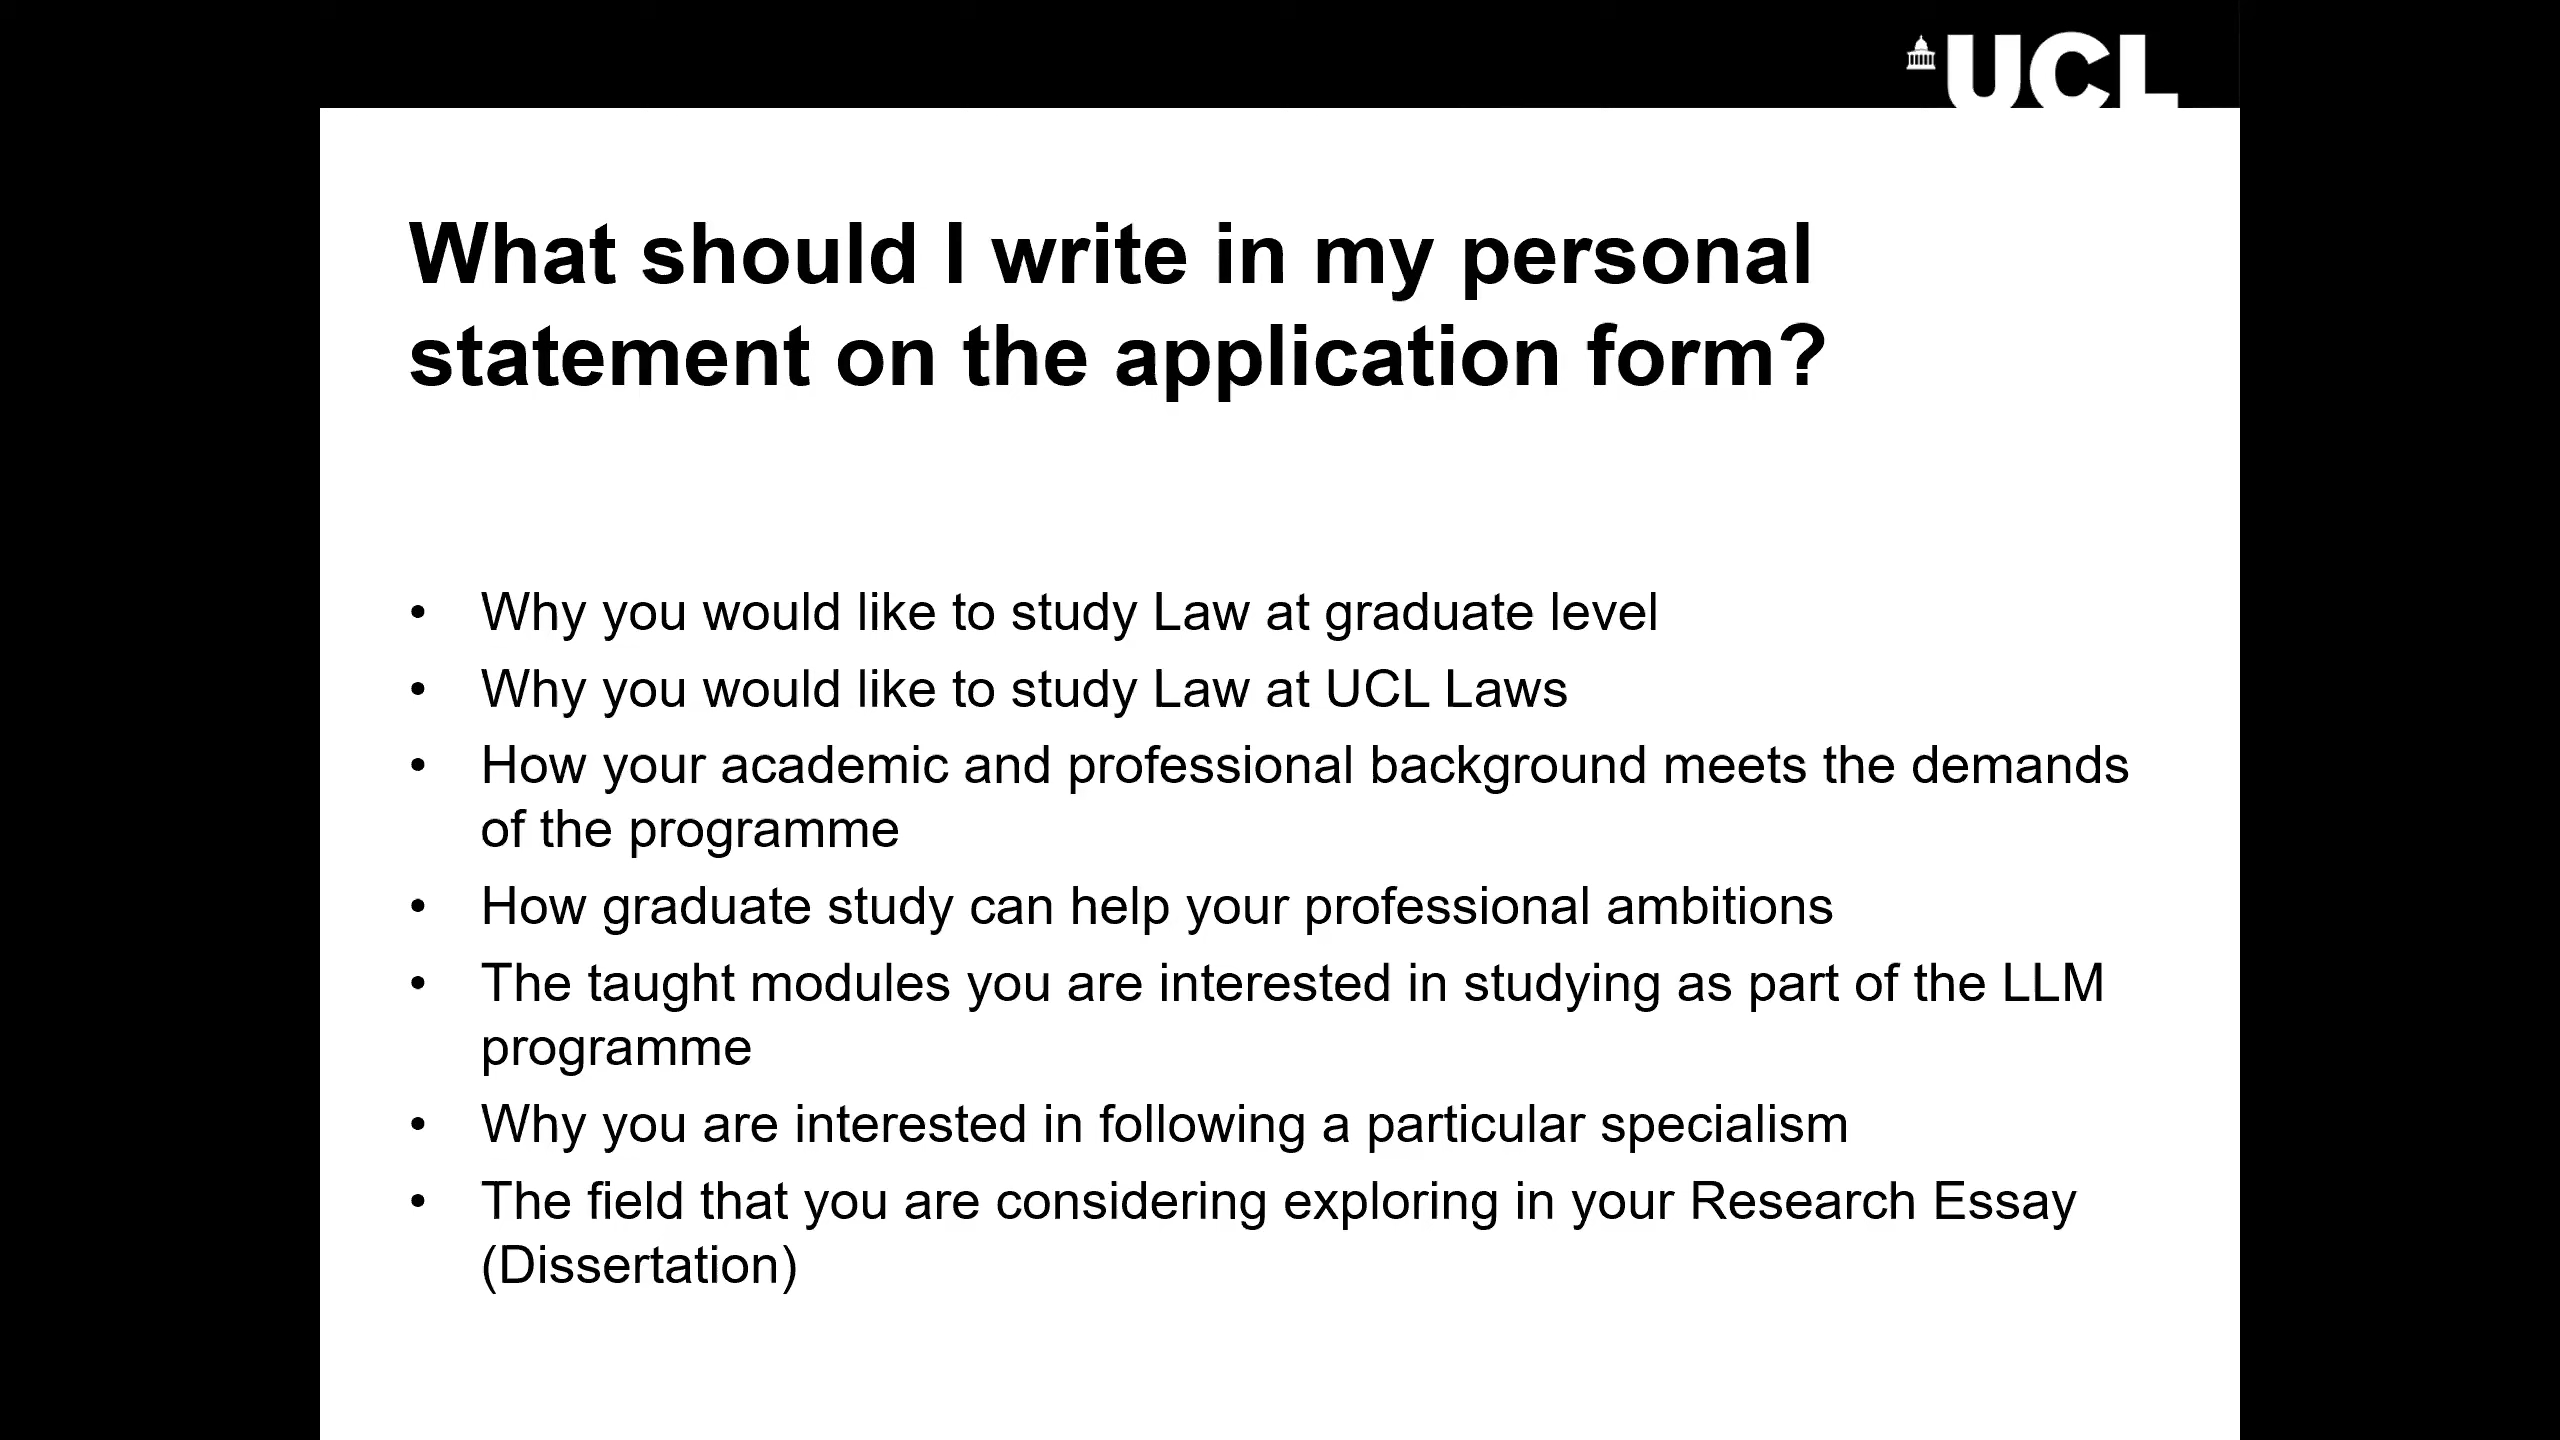 UCL
What should I write in my personal
statement on the application form?
• Why you would like to study Law at graduate level
• Why you would like to study Law at UCL Laws
• How your academic and professional background meets the demands
of the programme
• How graduate study can help your professional ambitions
• The taught modules you are interested in studying as part of the LLM
programme
• Why you are interested in following a particular specialism
• The field that you are considering exploring in your Research Essay
(Dissertation)